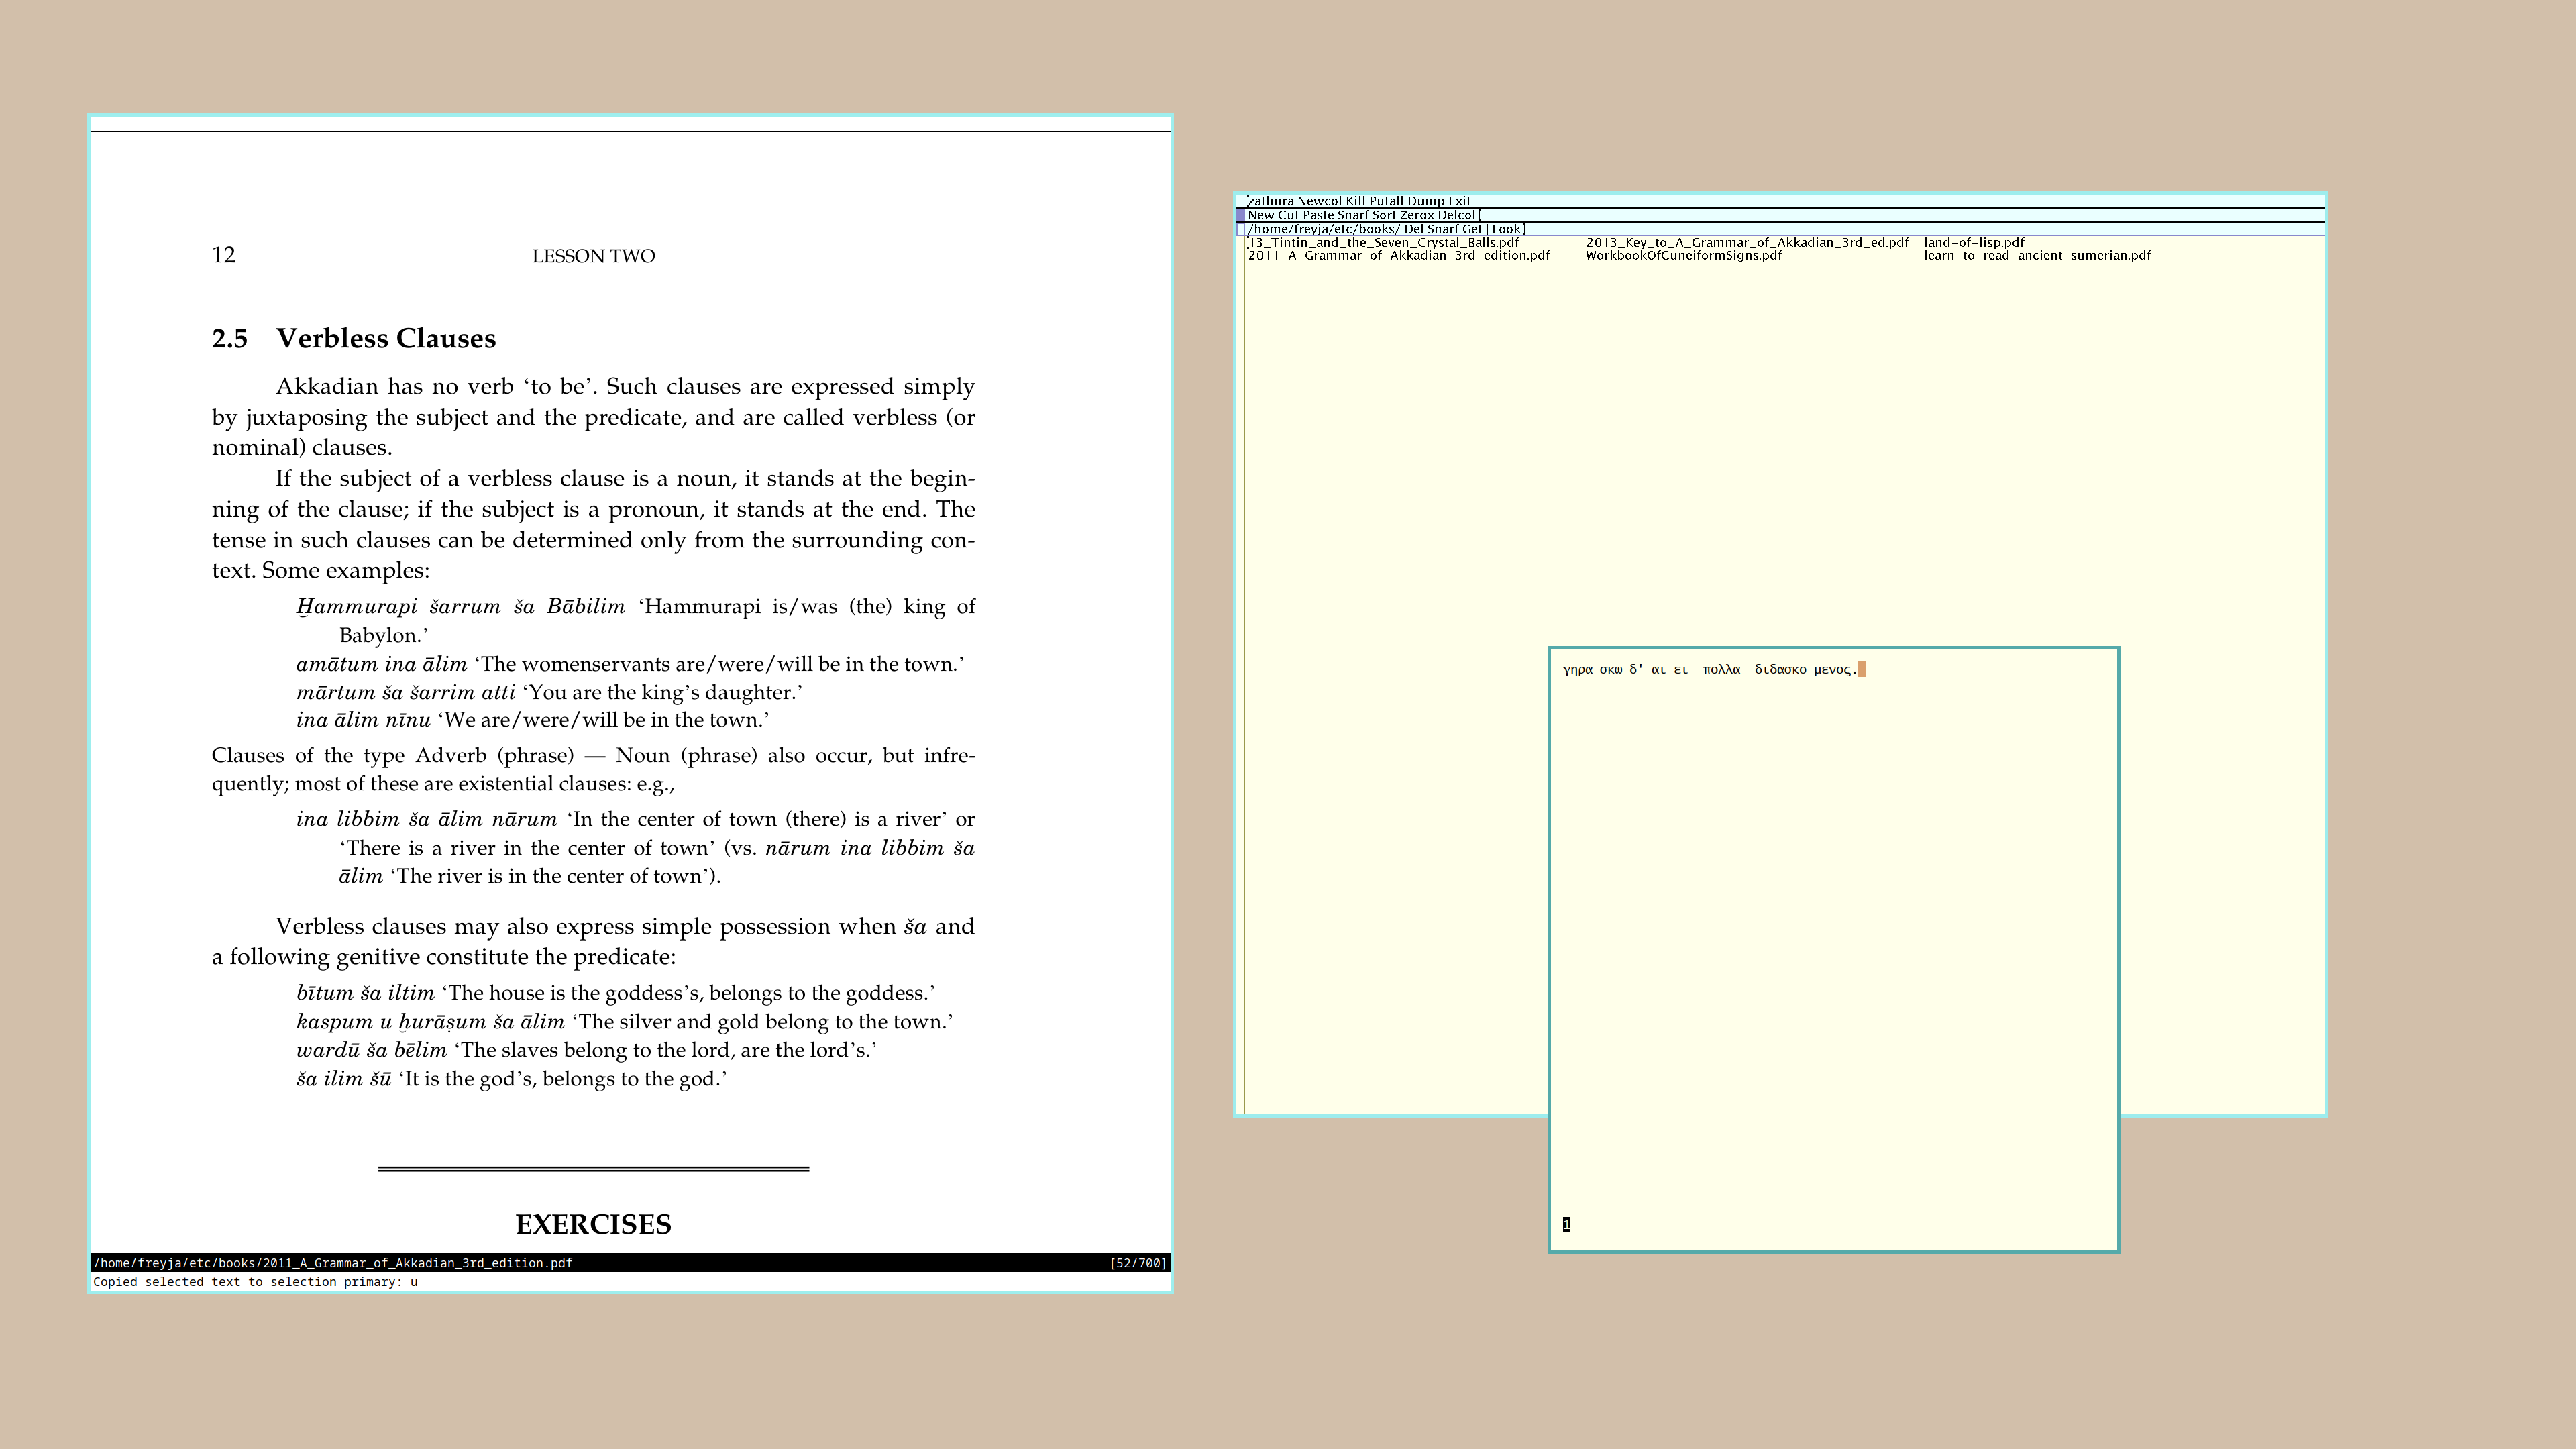 12 LESSON TWO
2.5 Verbless Clauses
Akkadian has no verb ‘to be’. Such clauses are expressed simply
by juxtaposing the subject and the predicate, and are called verbless (or
nominal) clauses.
If the subject of a verbless clause is a noun, it stands at the begin-
ning of the clause; if the subject is a pronoun, it stands at the end. The
tense in such clauses can be determined only from the surrounding con-
text. Some examples:
Ḫammurapi šarrum ša Bābilim ‘Hammurapi is/was (the) king of
Babylon.’
amātum ina ālim ‘The womenservants are/were/will be in the town.’
mārtum ša šarrim atti ‘You are the king’s daughter.’
ina ālim nīnu ‘We are/were/will be in the town.’
Clauses of the type Adverb (phrase) — Noun (phrase) also occur, but infre-
quently; most of these are existential clauses: e.g.,
ina libbim ša ālim nārum ‘In the center of town (there) is a river’ or
‘There is a river in the center of town’ (vs. nārum ina libbim ša
ālim ‘The river is in the center of town’).
Verbless clauses may also express simple possession when ša and
a following genitive constitute the predicate:
bītum ša iltim ‘The house is the goddess’s, belongs to the goddess.’
kaspum u ḫurāṣum ša ālim ‘The silver and gold belong to the town.’
wardū ša bēlim ‘The slaves belong to the lord, are the lord’s.’
ša ilim šū ‘It is the god’s, belongs to the god.’
EXERCISES
/home/freyja/etc/books/2011_A_Grammar_of_Akkadian_3rd_edition.pdf [52/700]
Copied selected text to selection primary: u
zathura Newcol Kill Putall Dump Exit
New Cut Paste Snarf Sort Zerox Delcol
/home/freyja/etc/books/ Del Snarf Get | Look
13_Tintin_and_the_Seven_Crystal_Balls.pdf 2013_Key_to_A_Grammar_of_Akkadian_3rd_ed.pdf land-of-lisp.pdf
2011_A_Grammar_of_Akkadian_3rd_edition.pdf WorkbookOfCuneiformSigns.pdf learn-to-read-ancient-sumerian.pdf
γηρα σκω δ' αι ει πολλα διδασκο μενος.
1